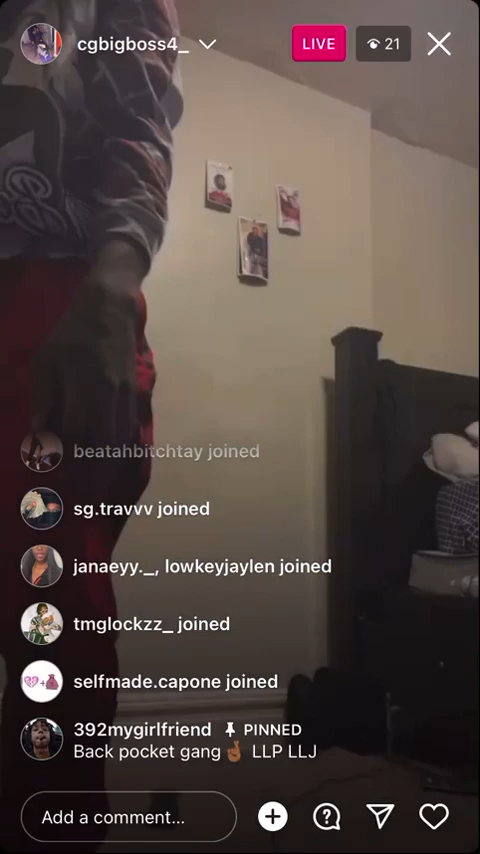 cgbigboss4_
LIVE
21
beatahbitchtay joined
sg.travvv joined
janaeyy._, lowkeyjaylen joined
tmglockzz_ joined
selfmade.capone joined
392mygirlfriend PINNED
Back pocket gang 🤞🏾 LLP LLJ
Add a comment...